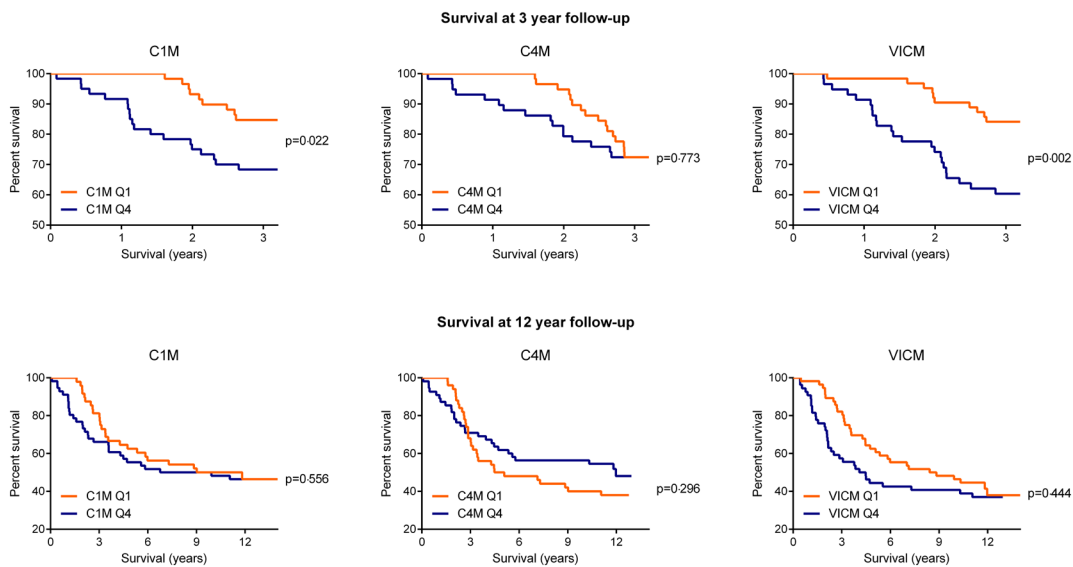 Survival at 3 year follow-up
C1M
Percent survival
100
90
80
70
60
50
C1M Q1
C1M Q4
p=0·022
0 1 2 3
Survival (years)
C4M
Percent survival
100
90
80
70
60
50
C4M Q1
C4M Q4
p=0·773
0 1 2 3
Survival (years)
VICM
Percent survival
100
90
80
70
60
50
VICM Q1
VICM Q4
p=0·002
0 1 2 3
Survival (years)
Survival at 12 year follow-up
C1M
Percent survival
100
80
60
40
20
C1M Q1
C1M Q4
p=0·556
0 3 6 9 12
Survival (years)
C4M
Percent survival
100
80
60
40
20
C4M Q1
C4M Q4
p=0·296
0 3 6 9 12
Survival (years)
VICM
Percent survival
100
80
60
40
20
VICM Q1
VICM Q4
p=0·444
0 3 6 9 12
Survival (years)